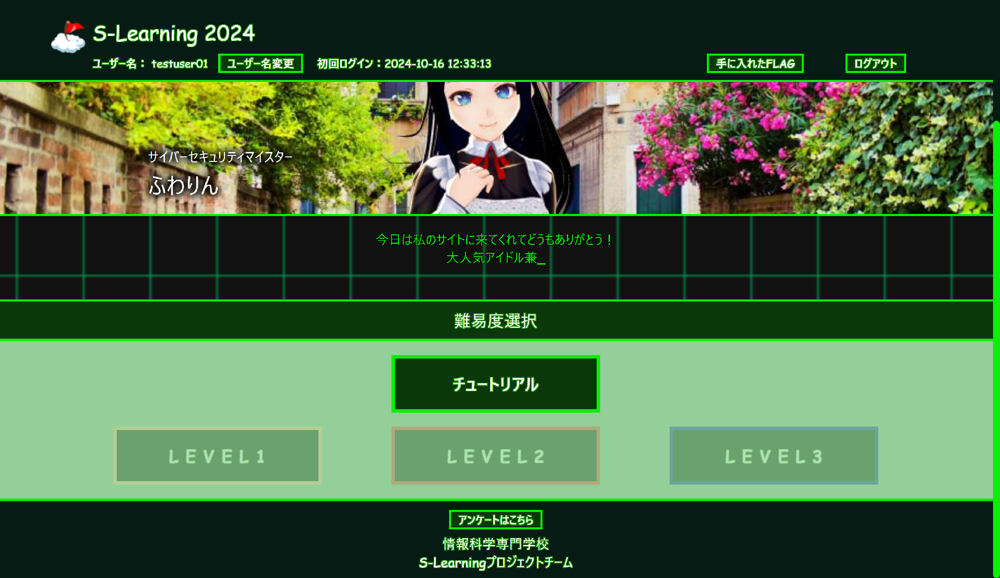 S-Learning 2024
ユーザー名： testuser01 ユーザー名変更 初回ログイン：2024-10-16 12:33:13 手に入れたFLAG ログアウト
サイバーセキュリティマイスター
ふわりん
今日は私のサイトに来てくれてどうもありがとう！
大人気アイドル兼_
難易度選択
チュートリアル
LEVEL1 LEVEL2 LEVEL3
アンケートはこちら
情報科学専門学校
S-Learningプロジェクトチーム